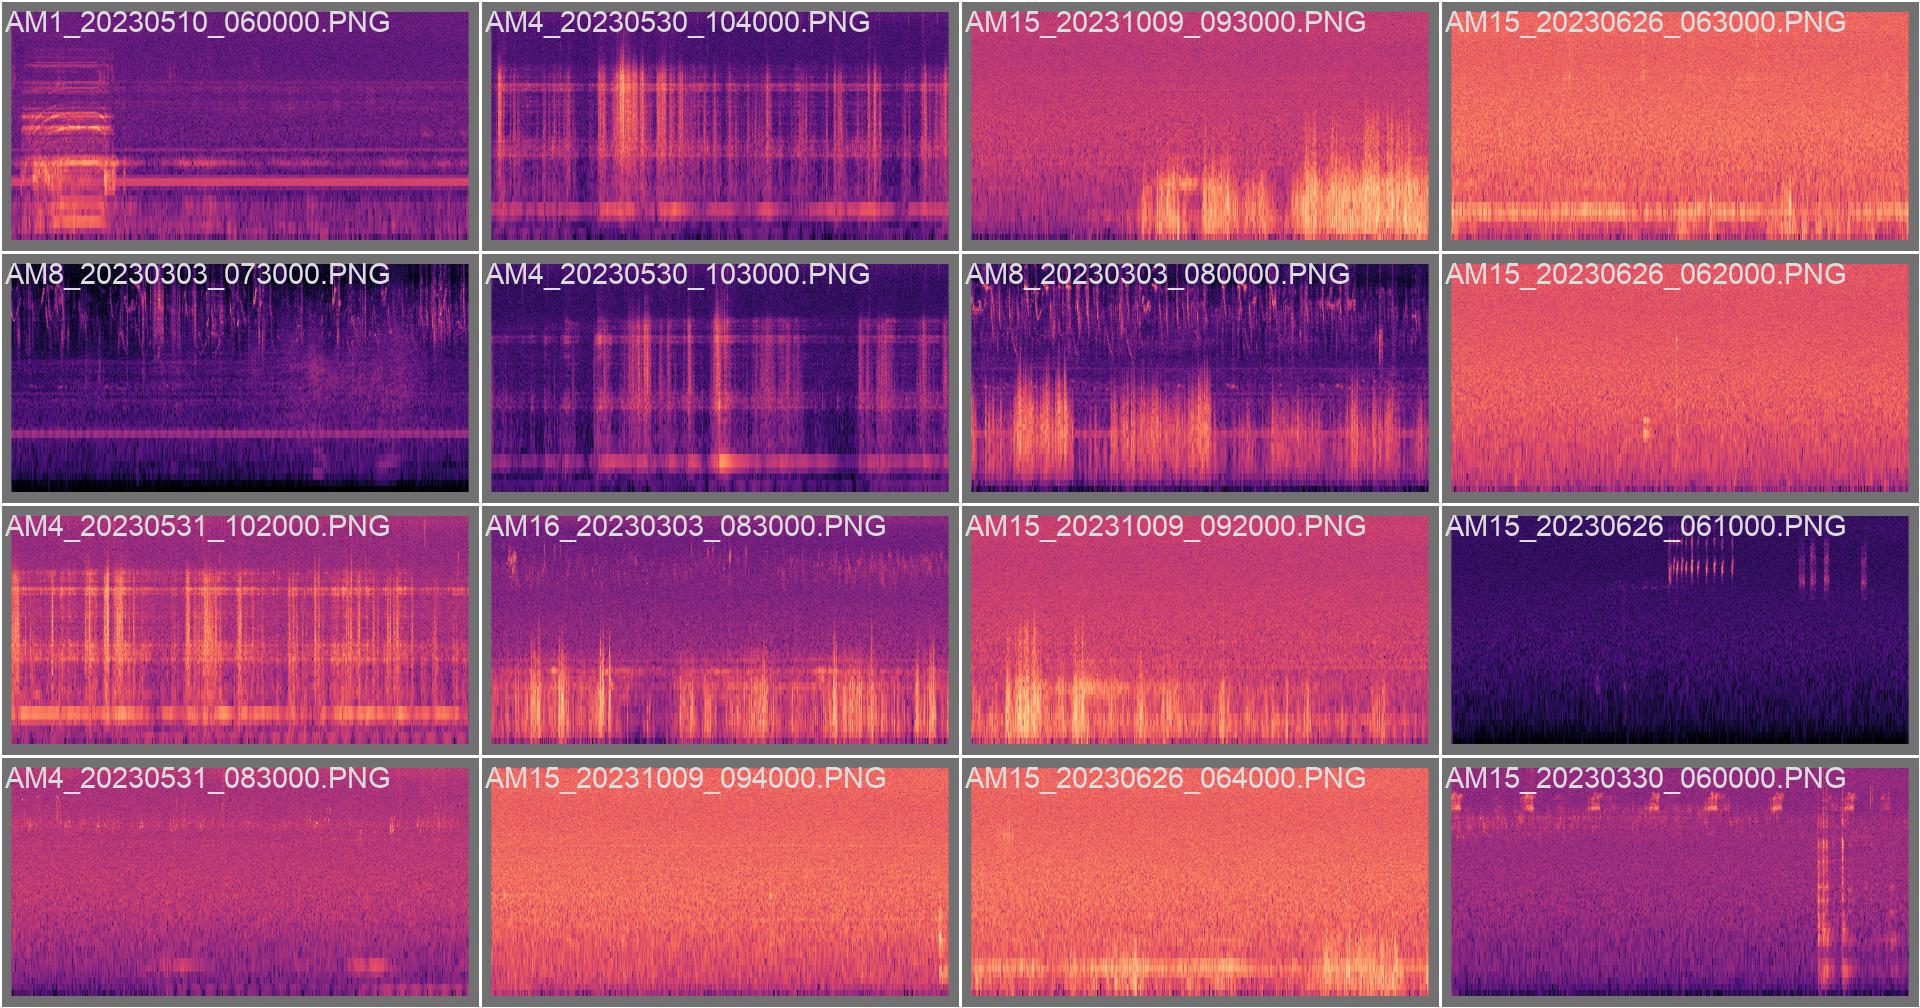 AM1_20230510_060000.PNG
AM4_20230530_104000.PNG
AM15_20231009_093000.PNG
AM15_20230626_063000.PNG
AM8_20230303_073000.PNG
AM4_20230530_103000.PNG
AM8_20230303_080000.PNG
AM15_20230626_062000.PNG
AM4_20230531_102000.PNG
AM16_20230303_083000.PNG
AM15_20231009_092000.PNG
AM15_20230626_061000.PNG
AM4_20230531_083000.PNG
AM15_20231009_094000.PNG
AM15_20230626_064000.PNG
AM15_20230330_060000.PNG